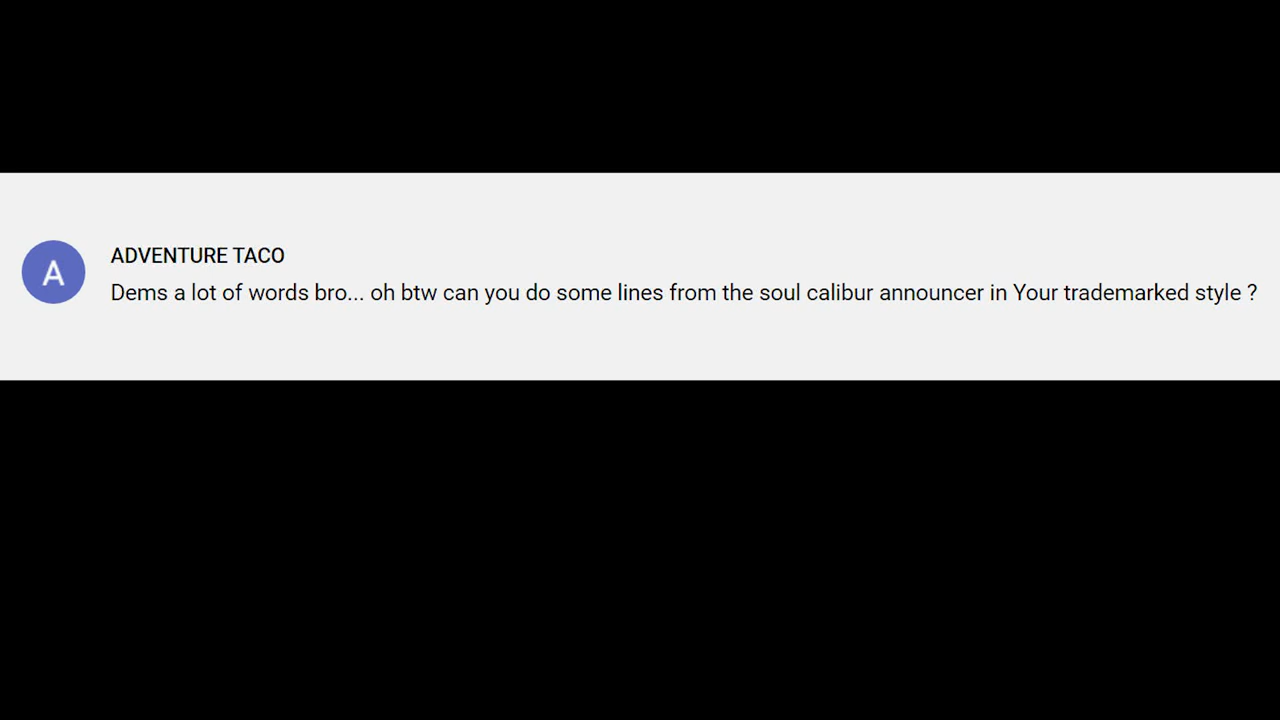 A
ADVENTURE TACO
Dems a lot of words bro... oh btw can you do some lines from the soul calibur announcer in Your trademarked style ?